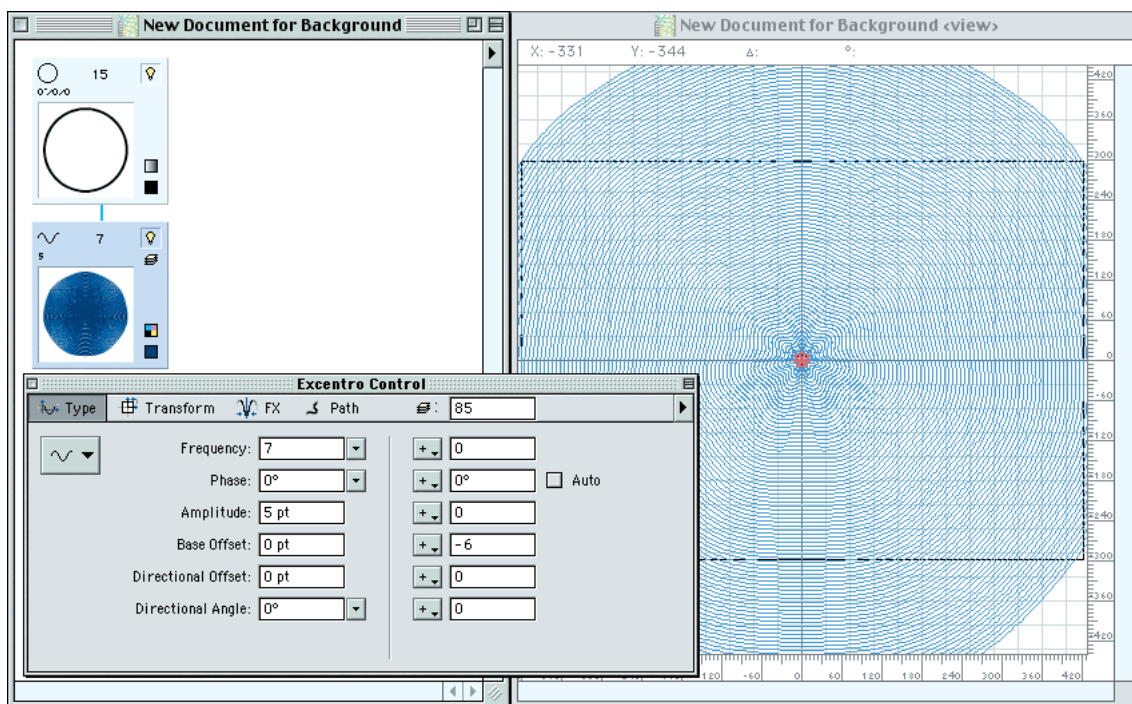 New Document for Background
New Document for Background <view>
X: -331 Y: -344 Δ: °:
15
0°/0/0
7
5
Excentro Control
Type Transform FX Path : 85
Frequency: 7 + 0
Phase: 0° + 0° Auto
Amplitude: 5 pt + 0
Base Offset: 0 pt + -6
Directional Offset: 0 pt + 0
Directional Angle: 0° + 0
420
360
300
240
180
120
60
0
-60
-120
-180
-240
-300
-360
-420
120 -60 0 60 120 180 240 300 360 420